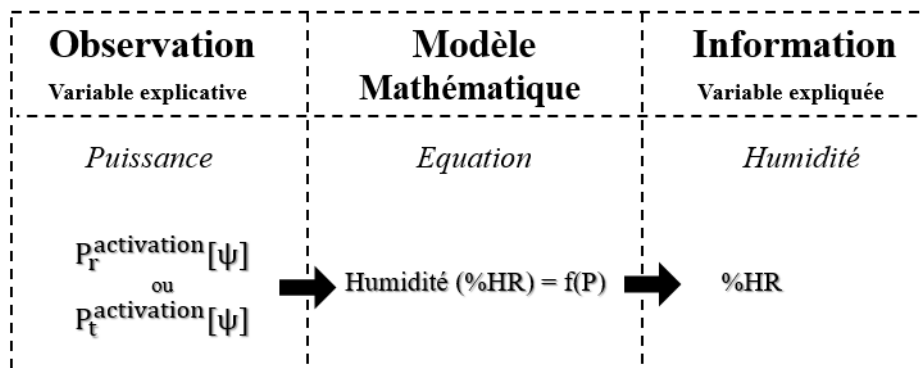 Observation
Variable explicative
Modèle
Mathématique
Information
Variable expliquée
Puissance
Equation
Humidité
P_r^activation[ψ]
ou
P_t^activation[ψ]
Humidité (%HR) = f(P)
%HR